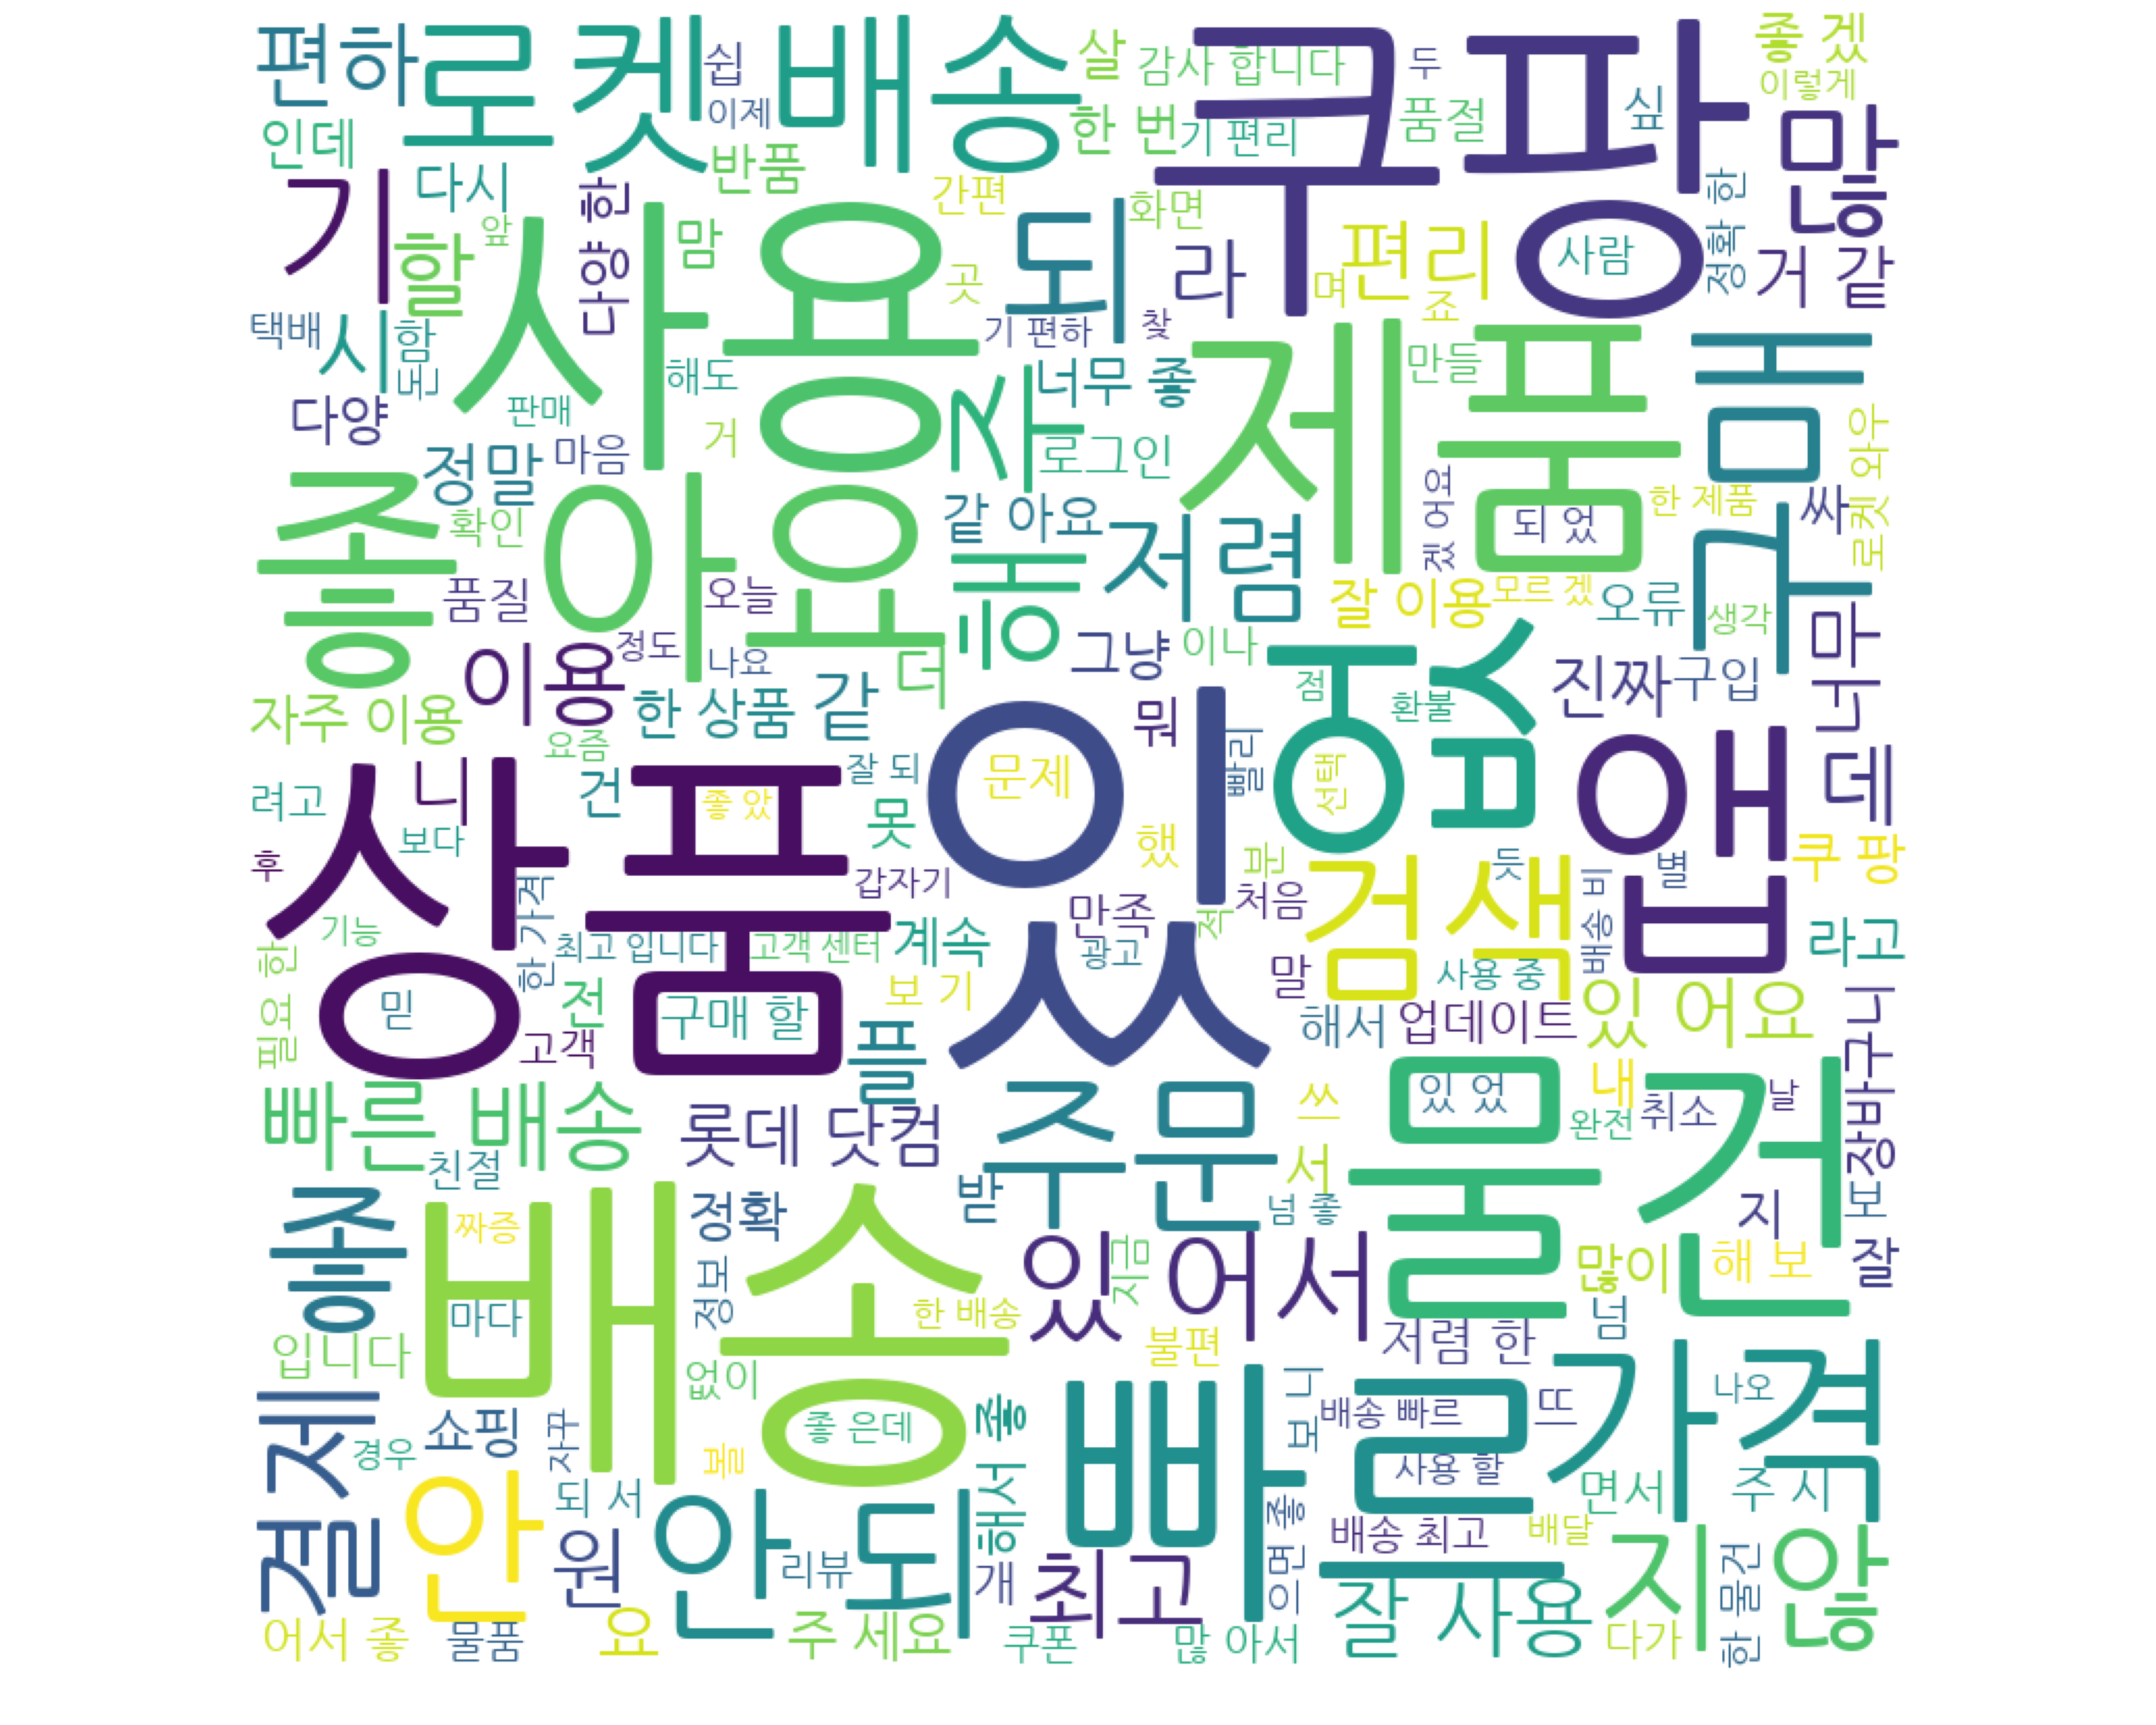 편하 로켓 배송 쉽 이제 살 감사 합니다 쿠팡 두 좋 겠
이렇게
인데 한 번 기 편리 품절 싶 많
반품
기 다시 다양 한 간편 화면 정확 한
할 앞 사용 맘 곳 되 라 며 편리 죠 사람 거 같
택배 시 돈 함 기 편하 찾
해도 너무 좋 제품 만들 봄
다양 판매 거 자 로그인 로켓 와우
정말 마음
좋 아요 확인 같 아요 저렴 겠 어여 되 었 한 제품 싸
품질 오늘 해 잘 이용 모르 겠 오류 구 생각
이용 정도 나요 더 그냥 이나 너무
진짜 구입
자주 이용 한 상품 같 뭐 점 환불 없
요즘
려고 니 건 잘 되 이 문제 빨리 선택 앱 데
상품 보다 좋 았 못 했 분 쿠 팡
후 갑자기 검색 듯 별
한 가격 만족 적 처음 배송 비
기능 최고 입니다 고객 센터 계속 광고 라고
필요 한 믿 전 구매 할 보 기 말 사용 중
고객 플 쓰 해서 업데이트 있 어요 장바구니
빠른 배송 롯데 닷컴 주문 쓰 있 었 물건 내 완전 취소 날
친절 서
좋 배송 짜증 정확 받 넘 좋 지 보
정보 있 어서 지금 많이 해 보 잘
마다 한 배송 넘
입니다 없이 불편 저렴 한
결제 쇼핑 자꾸 좋 은데 해서 좋 빠르 보 니 배송 빠르 뜨 가격 나오
경우 볼 사용 할
안 되 서 안되 이면 좋 면서 주 시
원 리뷰 개 최고 배송 최고 배달 지 않
잘 사용 한 물건
어서 좋 물품 요 주 세요 쿠폰 많 아서 다가